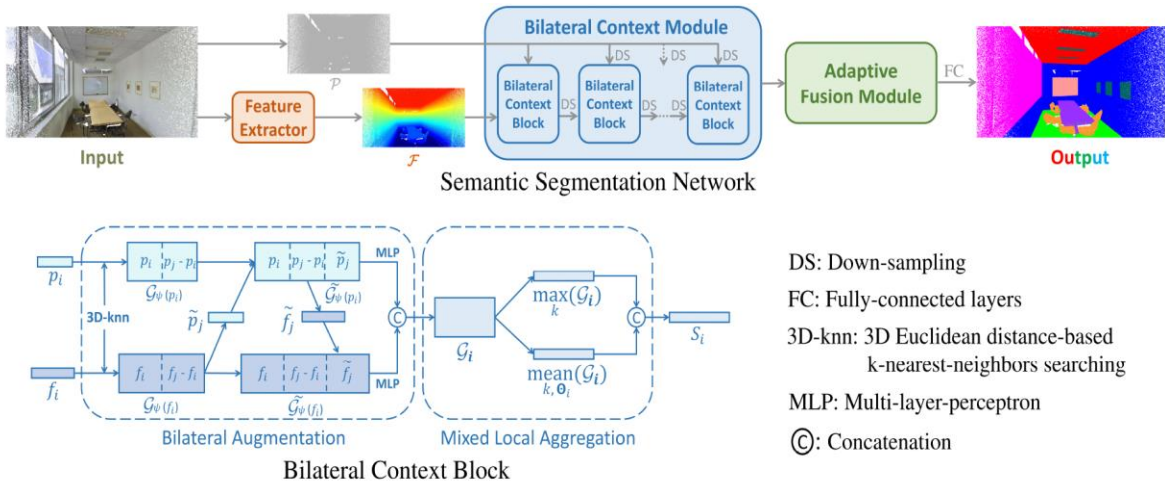 Bilateral Context Module
DS DS DS
𝒫
Feature
Extractor
Bilateral
Context
Block
DS
Bilateral
Context
Block
DS
Bilateral
Context
Block
Adaptive
Fusion Module
FC
Input
ℱ
Output
Semantic Segmentation Network
p_i
p_i p_j - p_i
𝒢_ψ(p_i)
p_i p_j - p_i p̃_j
𝒢̃_ψ(p_i)
MLP
3D-knn
p̃_j
f̃_j
C
𝒢_i
max(𝒢_i)
k
C
S_i
f_i
f_i f_j - f_i
𝒢_ψ(f_i)
f_i f_j - f_i f̃_j
𝒢̃_ψ(f_i)
MLP
mean(𝒢_i)
k, Θ_i
Bilateral Augmentation
Mixed Local Aggregation
Bilateral Context Block
DS: Down-sampling
FC: Fully-connected layers
3D-knn: 3D Euclidean distance-based
k-nearest-neighbors searching
MLP: Multi-layer-perceptron
Ⓒ: Concatenation